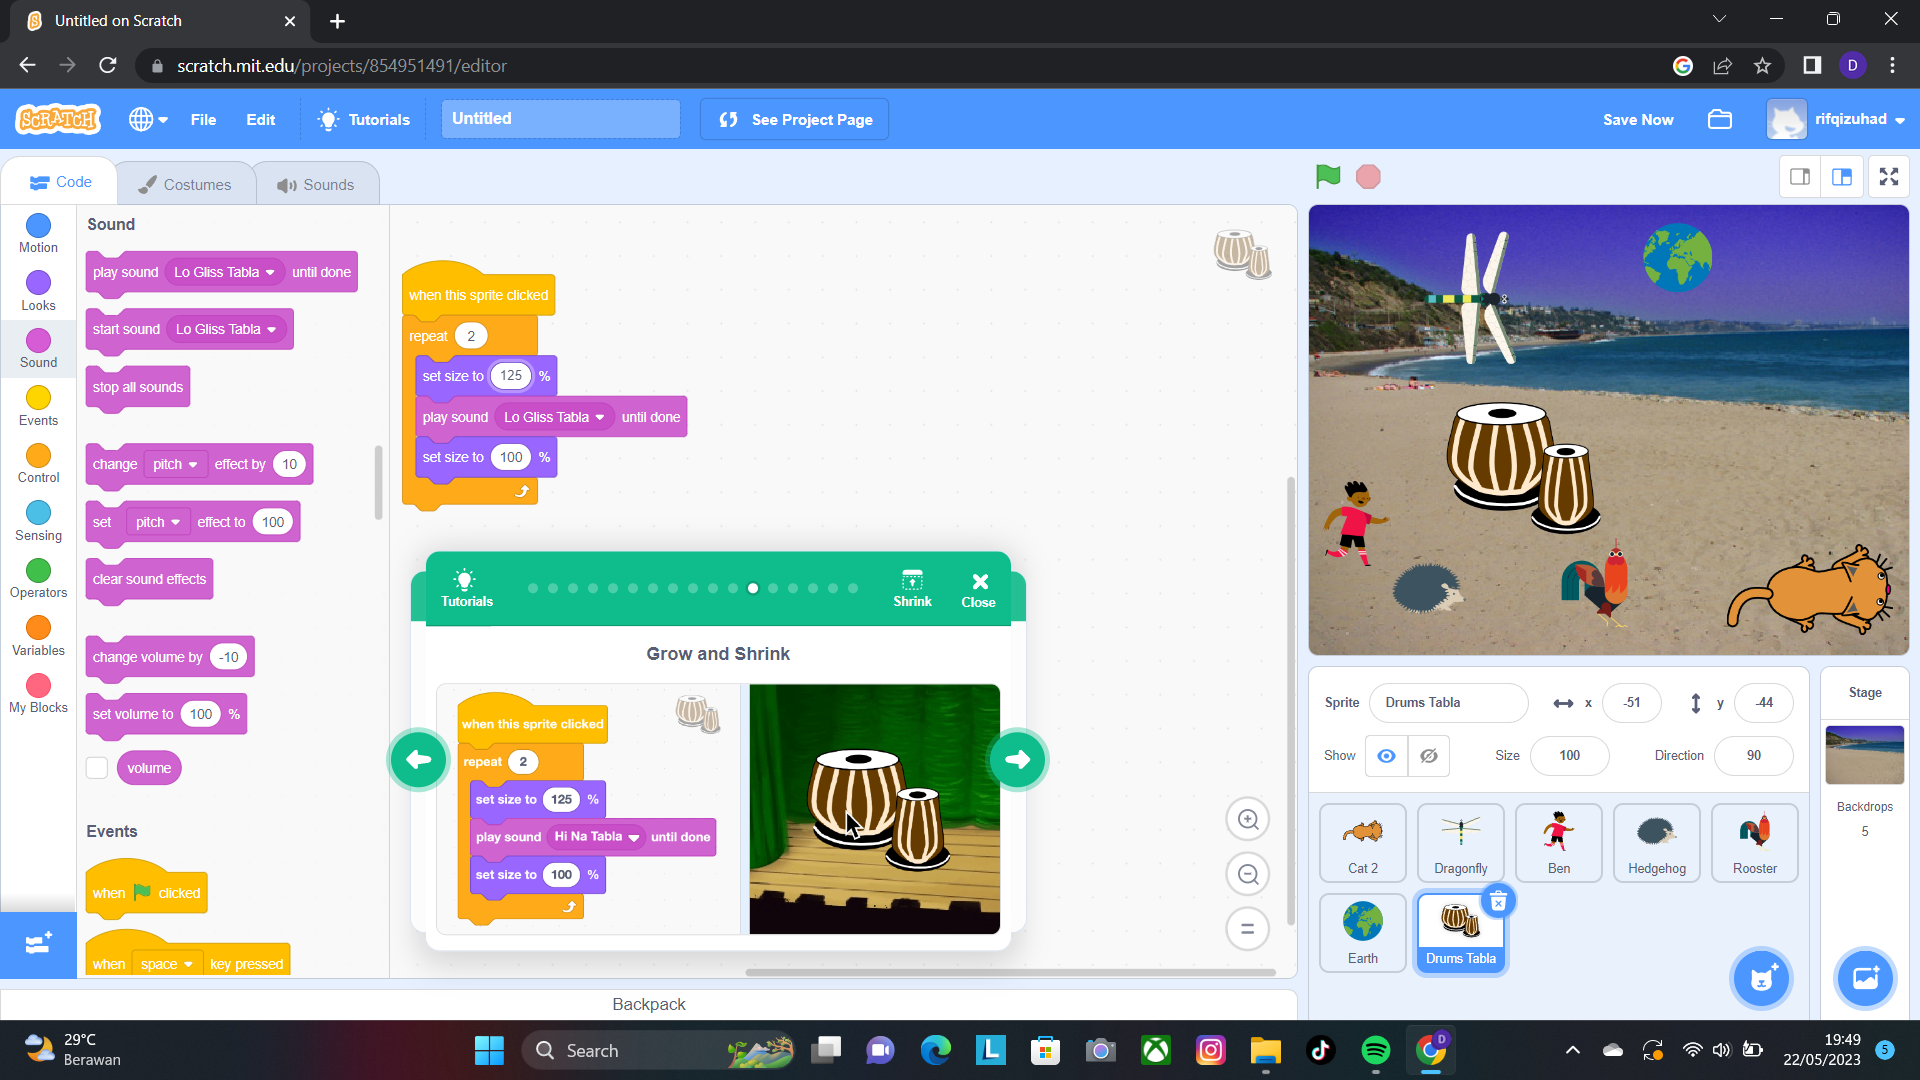 Untitled on Scratch
scratch.mit.edu/projects/854951491/editor
D
SCRATCH
File
Edit
Tutorials
Untitled
See Project Page
Save Now
rifqizuhad
Code
Costumes
Sounds
Motion
Looks
Sound
Events
Control
Sensing
Operators
Variables
My Blocks
Sound
play sound Lo Gliss Tabla until done
start sound Lo Gliss Tabla
stop all sounds
change pitch effect by 10
set pitch effect to 100
clear sound effects
change volume by -10
set volume to 100 %
volume
Events
when clicked
when space key pressed
when this sprite clicked
repeat 2
set size to 125 %
play sound Lo Gliss Tabla until done
set size to 100 %
Tutorials
Shrink
Close
Grow and Shrink
when this sprite clicked
repeat 2
set size to 125 %
play sound Hi Na Tabla until done
set size to 100 %
Backpack
Sprite Drums Tabla x -51 y -44
Show Size 100 Direction 90
Cat 2
Dragonfly
Ben
Hedgehog
Rooster
Earth
Drums Tabla
Stage
Backdrops
5
29°C
Berawan
Search
L
D
19:49
22/05/2023
5